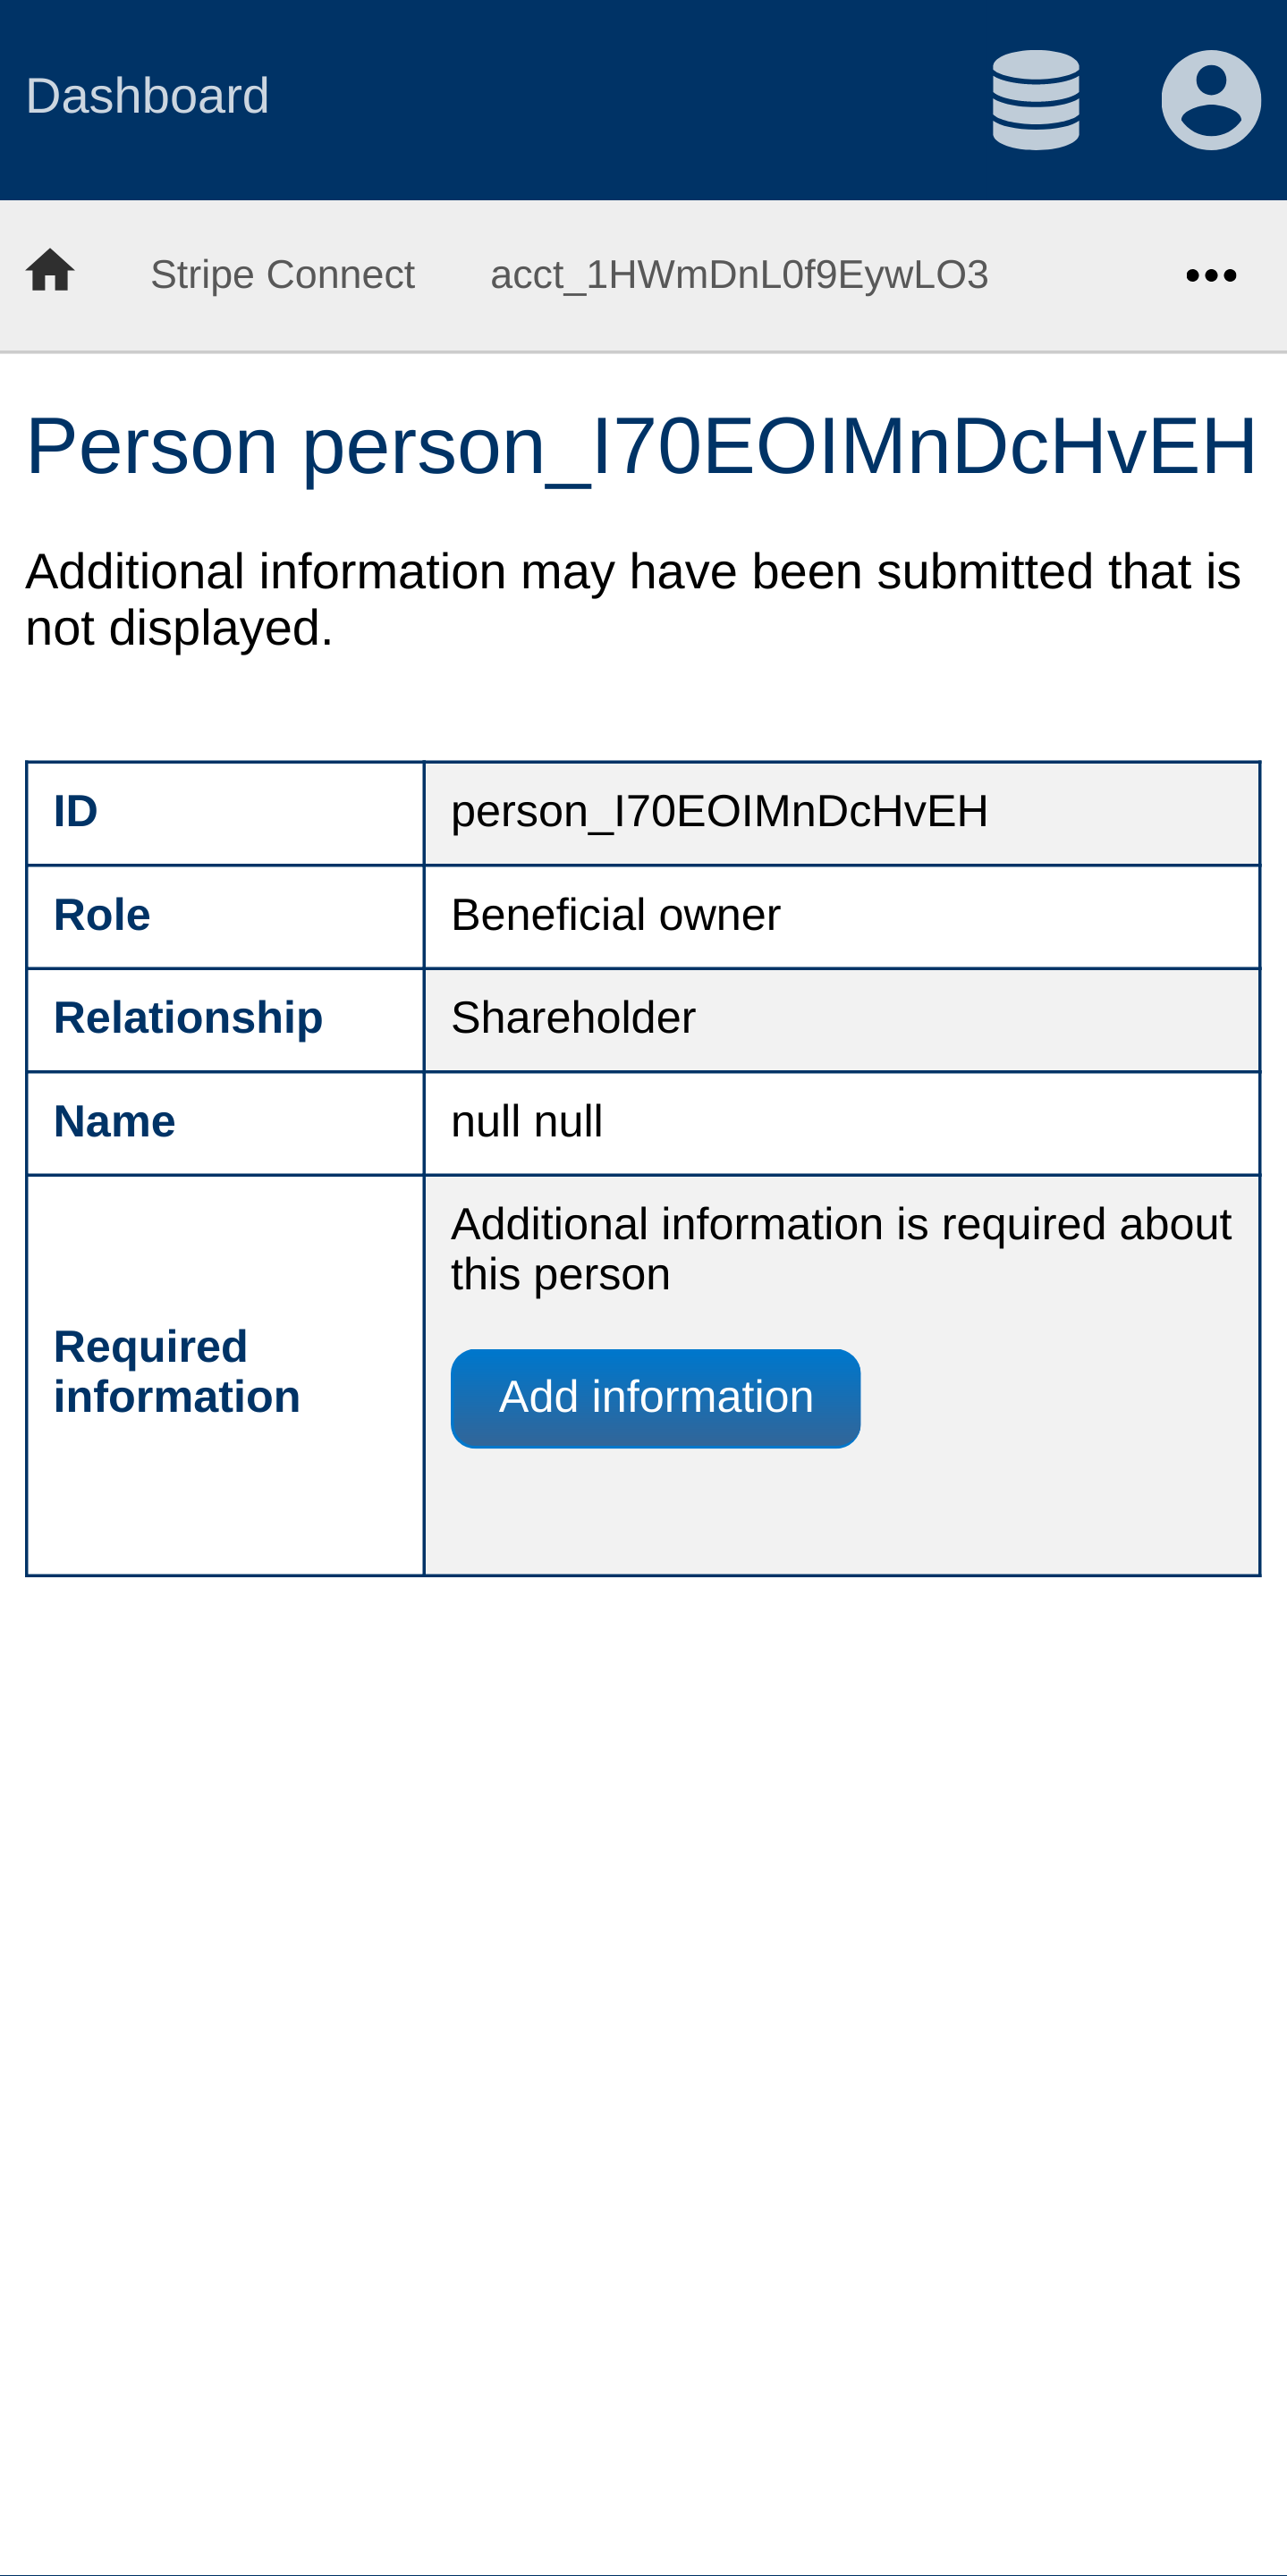 Dashboard
Stripe Connect acct_1HWmDnL0f9EywLO3
Person person_I70EOIMnDcHvEH
Additional information may have been submitted that is
not displayed.
ID person_I70EOIMnDcHvEH
Role Beneficial owner
Relationship Shareholder
Name null null
Required
information
Additional information is required about
this person
Add information